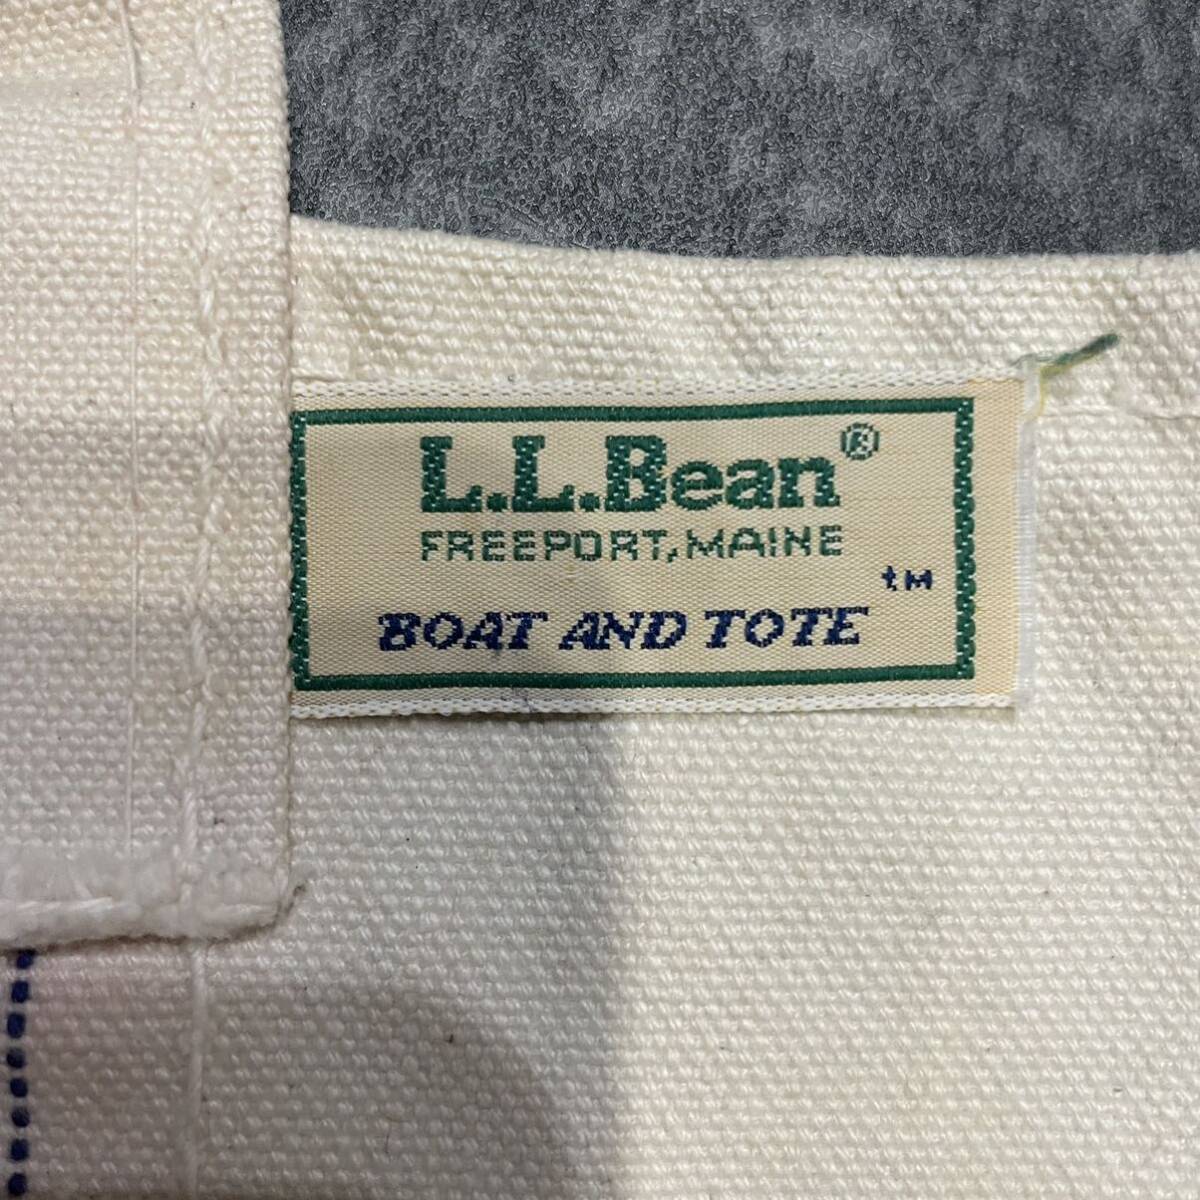 L.L.Bean®
FREEPORT, MAINE
BOAT AND TOTE™